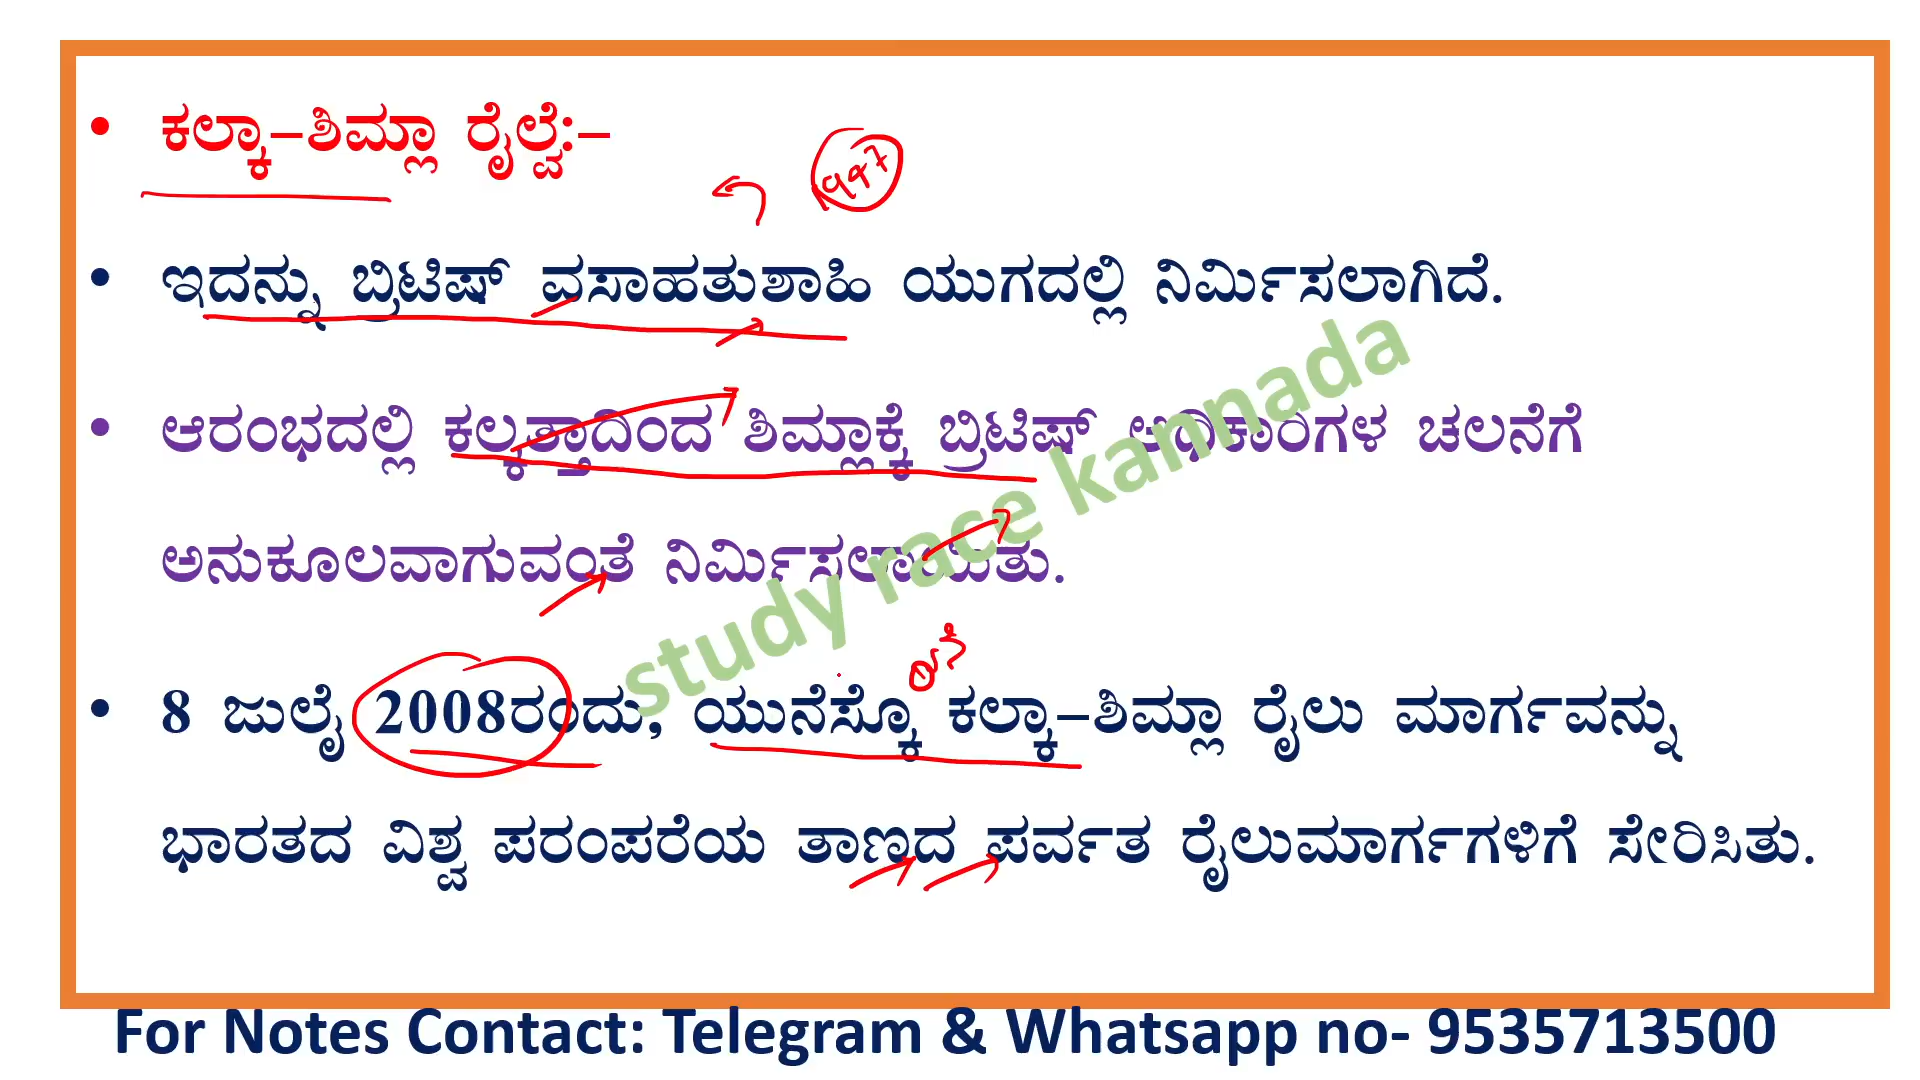 • ಕಲ್ಕಾ–ಶಿಮ್ಲಾ ರೈಲ್ವೆ:–
1947
• ಇದನ್ನು ಬ್ರಿಟಿಷ್ ವಸಾಹತುಶಾಹಿ ಯುಗದಲ್ಲಿ ನಿರ್ಮಿಸಲಾಗಿದೆ.
• ಆರಂಭದಲ್ಲಿ ಕಲ್ಕತ್ತಾದಿಂದ ಶಿಮ್ಲಾಕ್ಕೆ ಬ್ರಿಟಿಷ್ ಅಧಿಕಾರಿಗಳ ಚಲನೆಗೆ
ಅನುಕೂಲವಾಗುವಂತೆ ನಿರ್ಮಿಸಲಾಯಿತು.
• 8 ಜುಲೈ 2008ರಂದು, ಯುನೆಸ್ಕೊ ಕಲ್ಕಾ–ಶಿಮ್ಲಾ ರೈಲು ಮಾರ್ಗವನ್ನು
ಭಾರತದ ವಿಶ್ವ ಪರಂಪರೆಯ ತಾಣದ ಪರ್ವತ ರೈಲುಮಾರ್ಗಗಳಿಗೆ ಸೇರಿಸಿತು.
study race kannada
For Notes Contact: Telegram & Whatsapp no- 9535713500